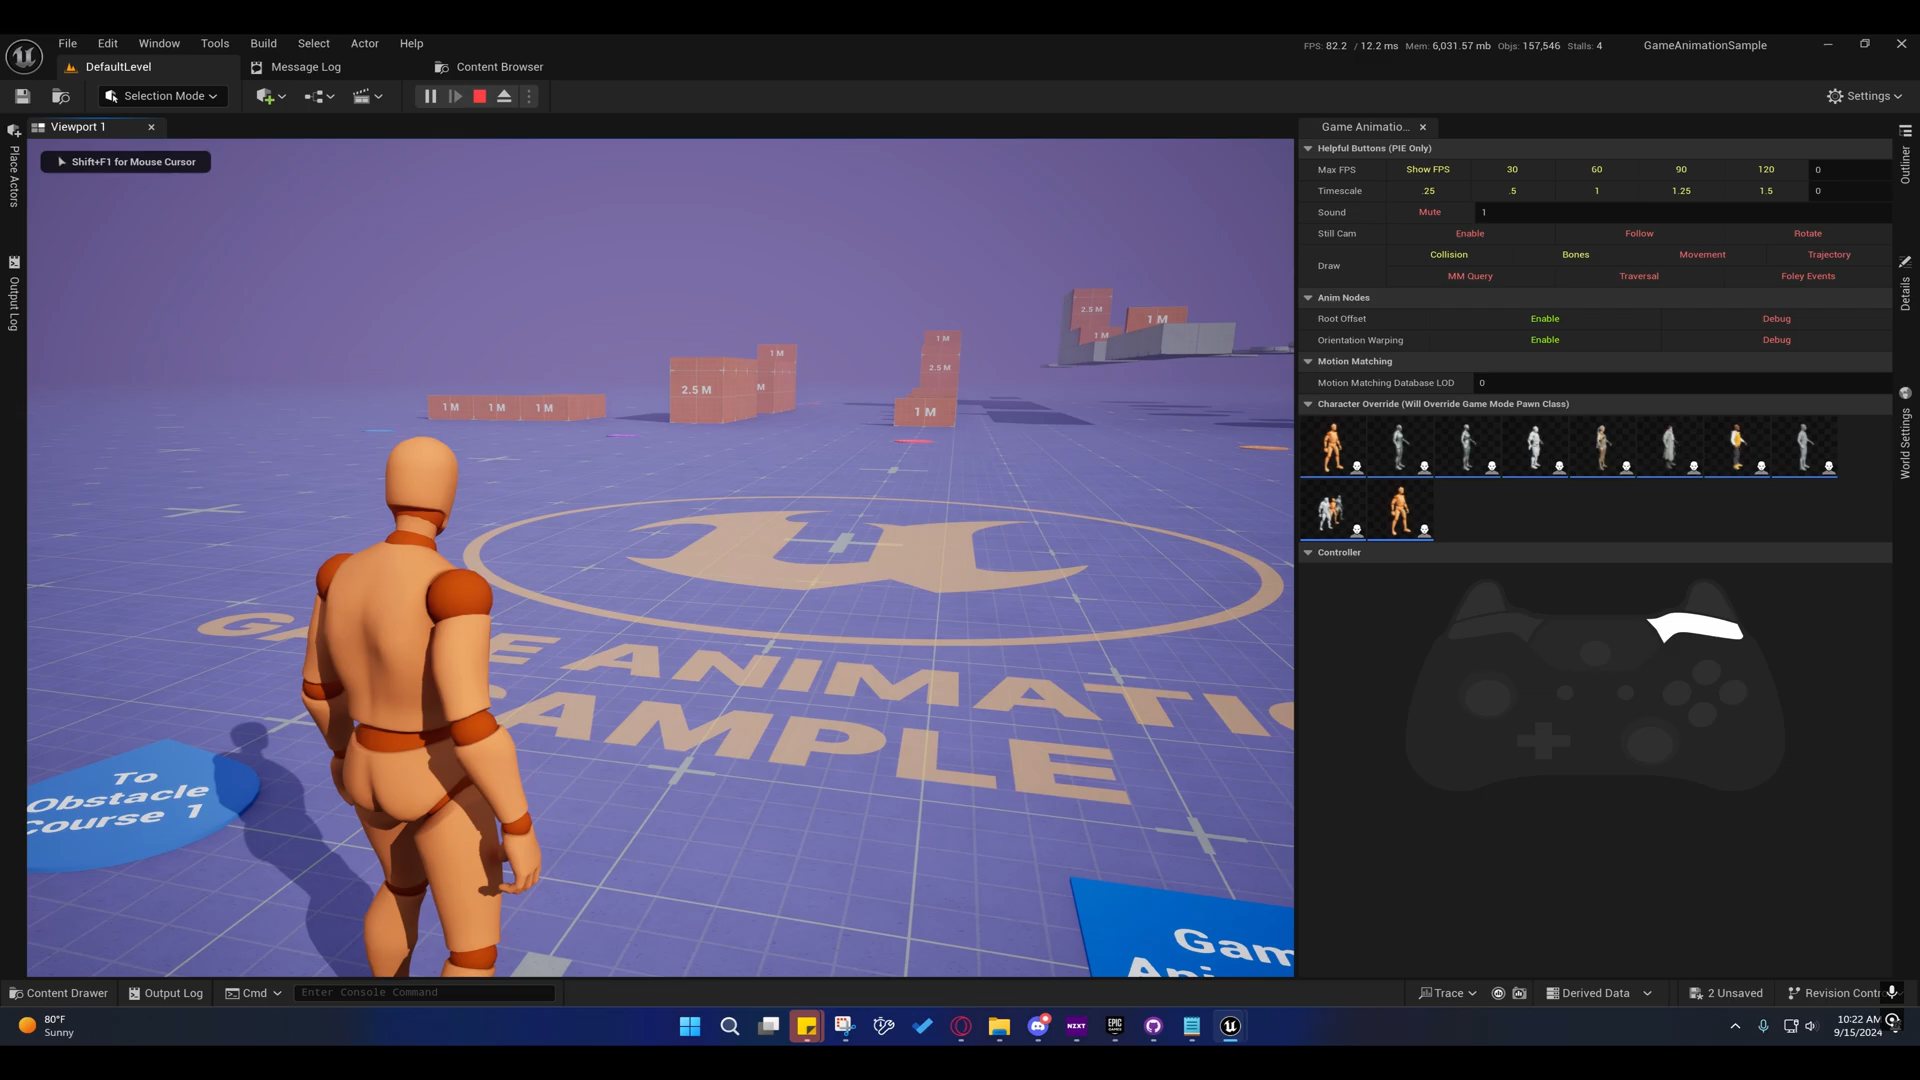 File Edit Window Tools Build Select Actor Help
FPS: 82.2 / 12.2 ms Mem: 6,031.57 mb Objs: 157,546 Stalls: 4 GameAnimationSample
DefaultLevel Message Log Content Browser
Selection Mode
Settings
Viewport 1
Shift+F1 for Mouse Cursor
Place Actors
Output Log
2.5 M
1 M
1 M
1 M
2.5 M
1 M
1 M
2.5 M
M
1 M 1 M 1 M
1 M
GAME ANIMATIO
SAMPLE
To
Obstacle
Course 1
Gam
Ani
Game Animatio...
Helpful Buttons (PIE Only)
Max FPS Show FPS 30 60 90 120 0
Timescale .25 .5 1 1.25 1.5 0
Sound Mute 1
Still Cam Enable Follow Rotate
Draw Collision Bones Movement Trajectory
MM Query Traversal Foley Events
Anim Nodes
Root Offset Enable Debug
Orientation Warping Enable Debug
Motion Matching
Motion Matching Database LOD 0
Character Override (Will Override Game Mode Pawn Class)
Controller
Outliner
Details
World Settings
Content Drawer Output Log Cmd Enter Console Command
Trace Derived Data 2 Unsaved Revision Contr
80°F
Sunny
NZXT
EPIC
GAMES
10:22 AM
9/15/2024